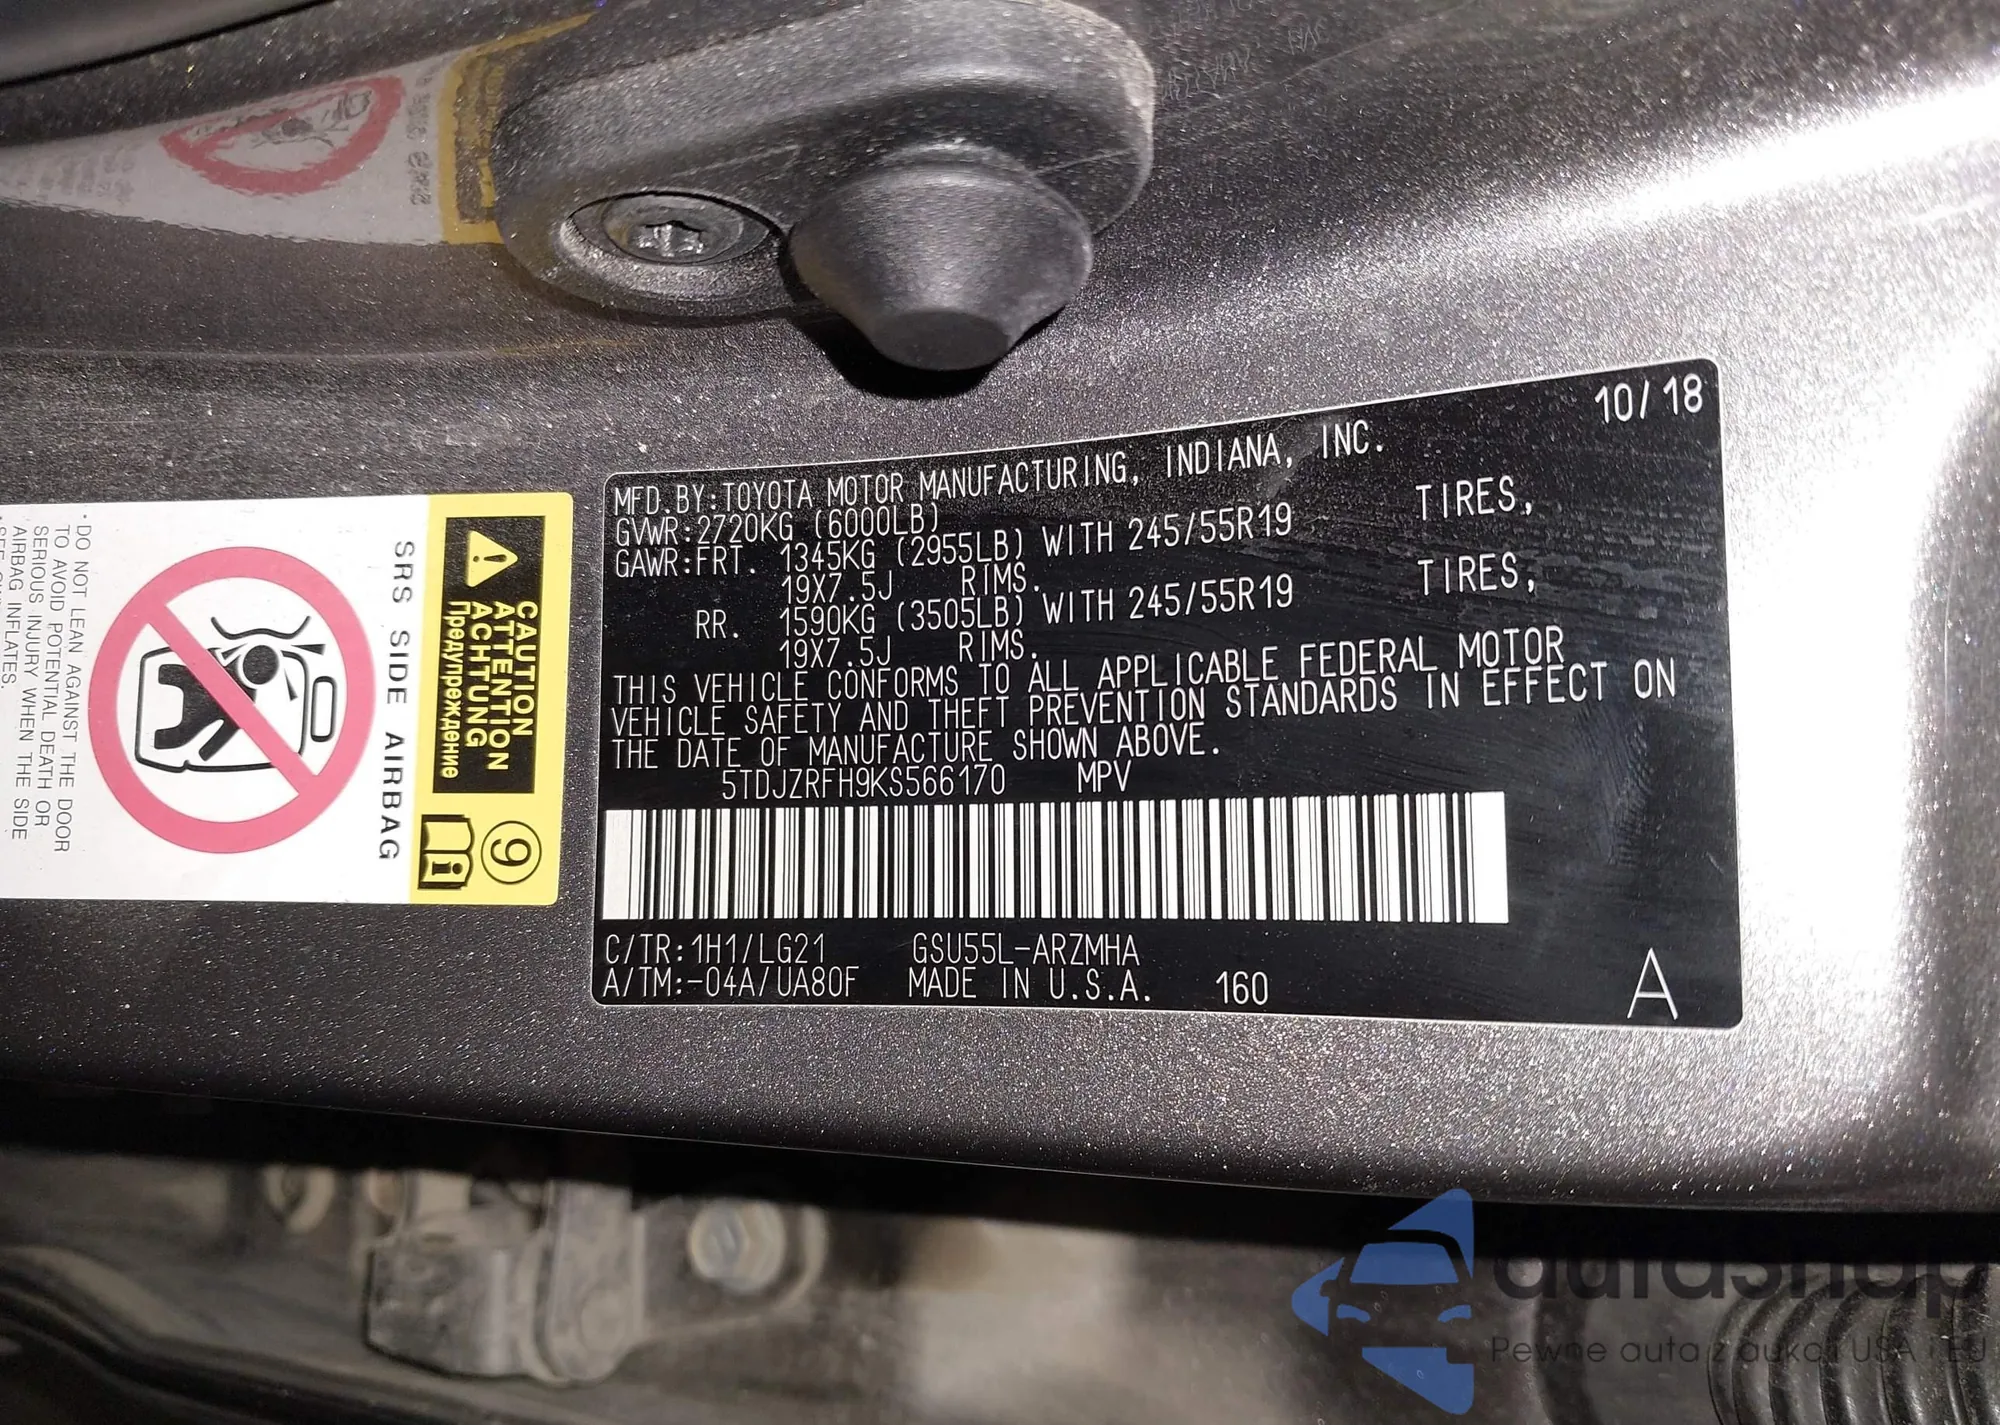 10/18
MFD.BY:TOYOTA MOTOR MANUFACTURING, INDIANA, INC.
GVWR:2720KG (6000LB)
GAWR:FRT. 1345KG (2955LB) WITH 245/55R19 TIRES,
19X7.5J RIMS.
RR. 1590KG (3505LB) WITH 245/55R19 TIRES,
19X7.5J RIMS.
THIS VEHICLE CONFORMS TO ALL APPLICABLE FEDERAL MOTOR
VEHICLE SAFETY AND THEFT PREVENTION STANDARDS IN EFFECT ON
THE DATE OF MANUFACTURE SHOWN ABOVE.
5TDJZRFH9KS566170 MPV
C/TR:1H1/LG21 GSU55L-ARZMHA
A/TM:-04A/UA80F MADE IN U.S.A. 160
A
CAUTION
ATTENTION
ACHTUNG
Предупреждение
9
i
SRS SIDE AIRBAG
· DO NOT LEAN AGAINST THE DOOR
TO AVOID POTENTIAL DEATH OR
SERIOUS INJURY WHEN THE SIDE
AIRBAG INFLATES.
autasnap
Pewne auta z aukcji USA i EU